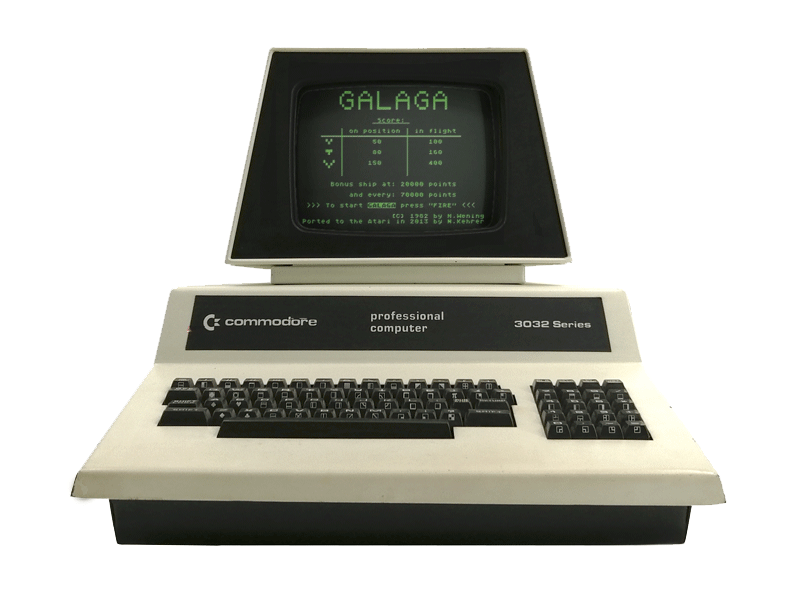 GALAGA
Score:
on position in flight
50 100
80 160
150 400
Bonus ship at: 20000 points
and every: 70000 points
>>> To start GALAGA press "FIRE" <<<
(C) 1982 by H.Wening
Ported to the Atari in 2013 by N.Kehrer
commodore
professional
computer
3032 Series